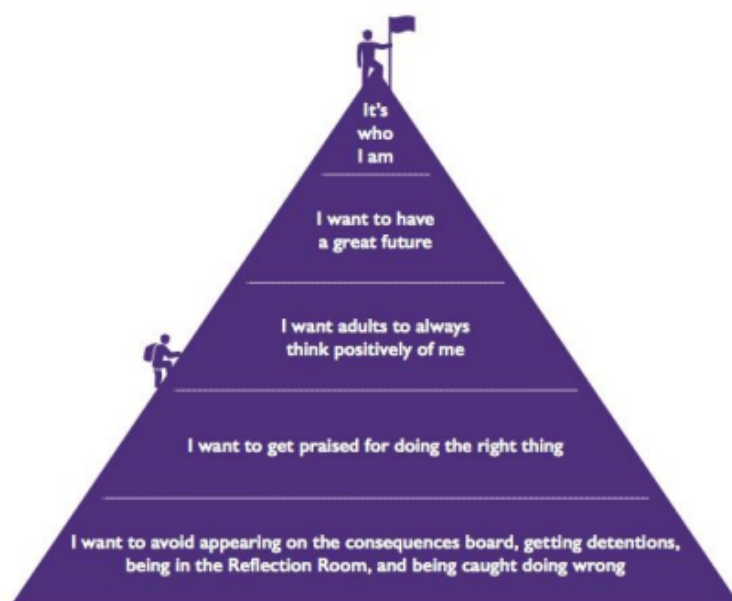 It's
who
I am
I want to have
a great future
I want adults to always
think positively of me
I want to get praised for doing the right thing
I want to avoid appearing on the consequences board, getting detentions,
being in the Reflection Room, and being caught doing wrong